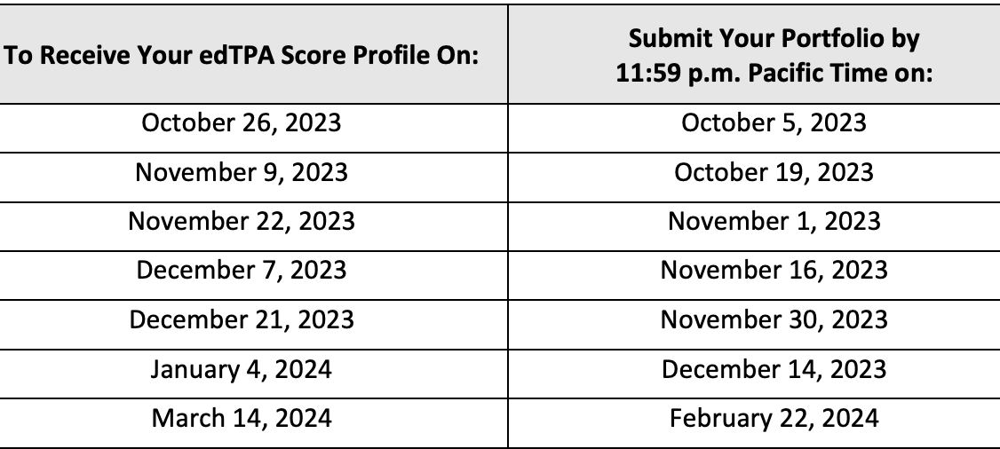 To Receive Your edTPA Score Profile On:
Submit Your Portfolio by
11:59 p.m. Pacific Time on:
October 26, 2023 October 5, 2023
November 9, 2023 October 19, 2023
November 22, 2023 November 1, 2023
December 7, 2023 November 16, 2023
December 21, 2023 November 30, 2023
January 4, 2024 December 14, 2023
March 14, 2024 February 22, 2024